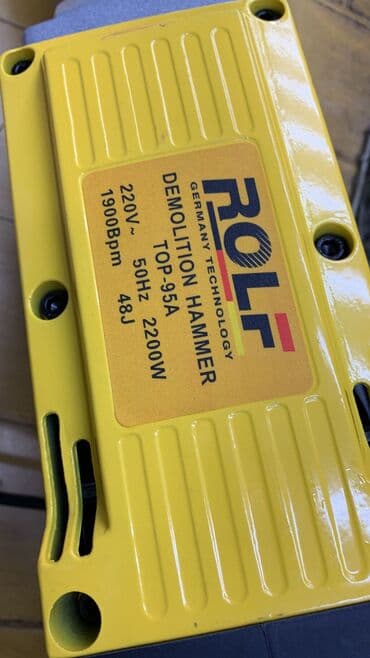 ROLF
GERMANY TECHNOLOGY
DEMOLITION HAMMER
TOP-95A
220V~ 50Hz 2200W
1900Bpm 48J